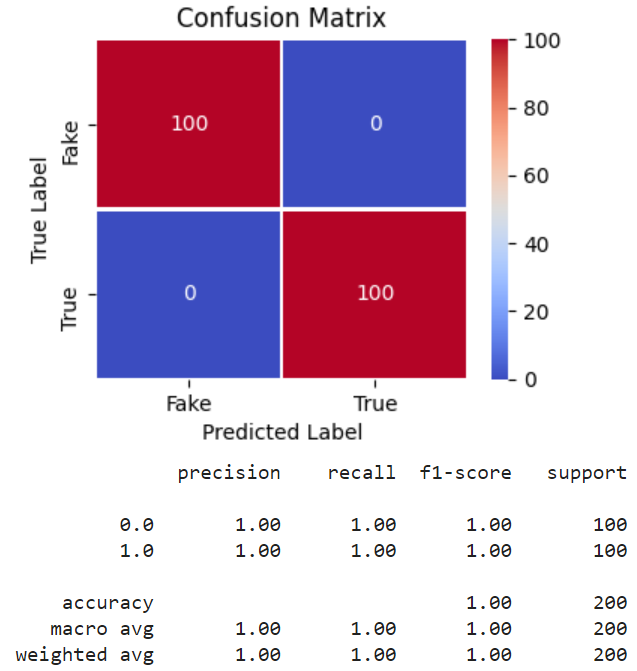 Confusion Matrix
100
80
60
40
20
0
True Label
Fake
True
100 0
0 100
Fake True
Predicted Label
precision recall f1-score support
0.0 1.00 1.00 1.00 100
1.0 1.00 1.00 1.00 100
accuracy 1.00 200
macro avg 1.00 1.00 1.00 200
weighted avg 1.00 1.00 1.00 200